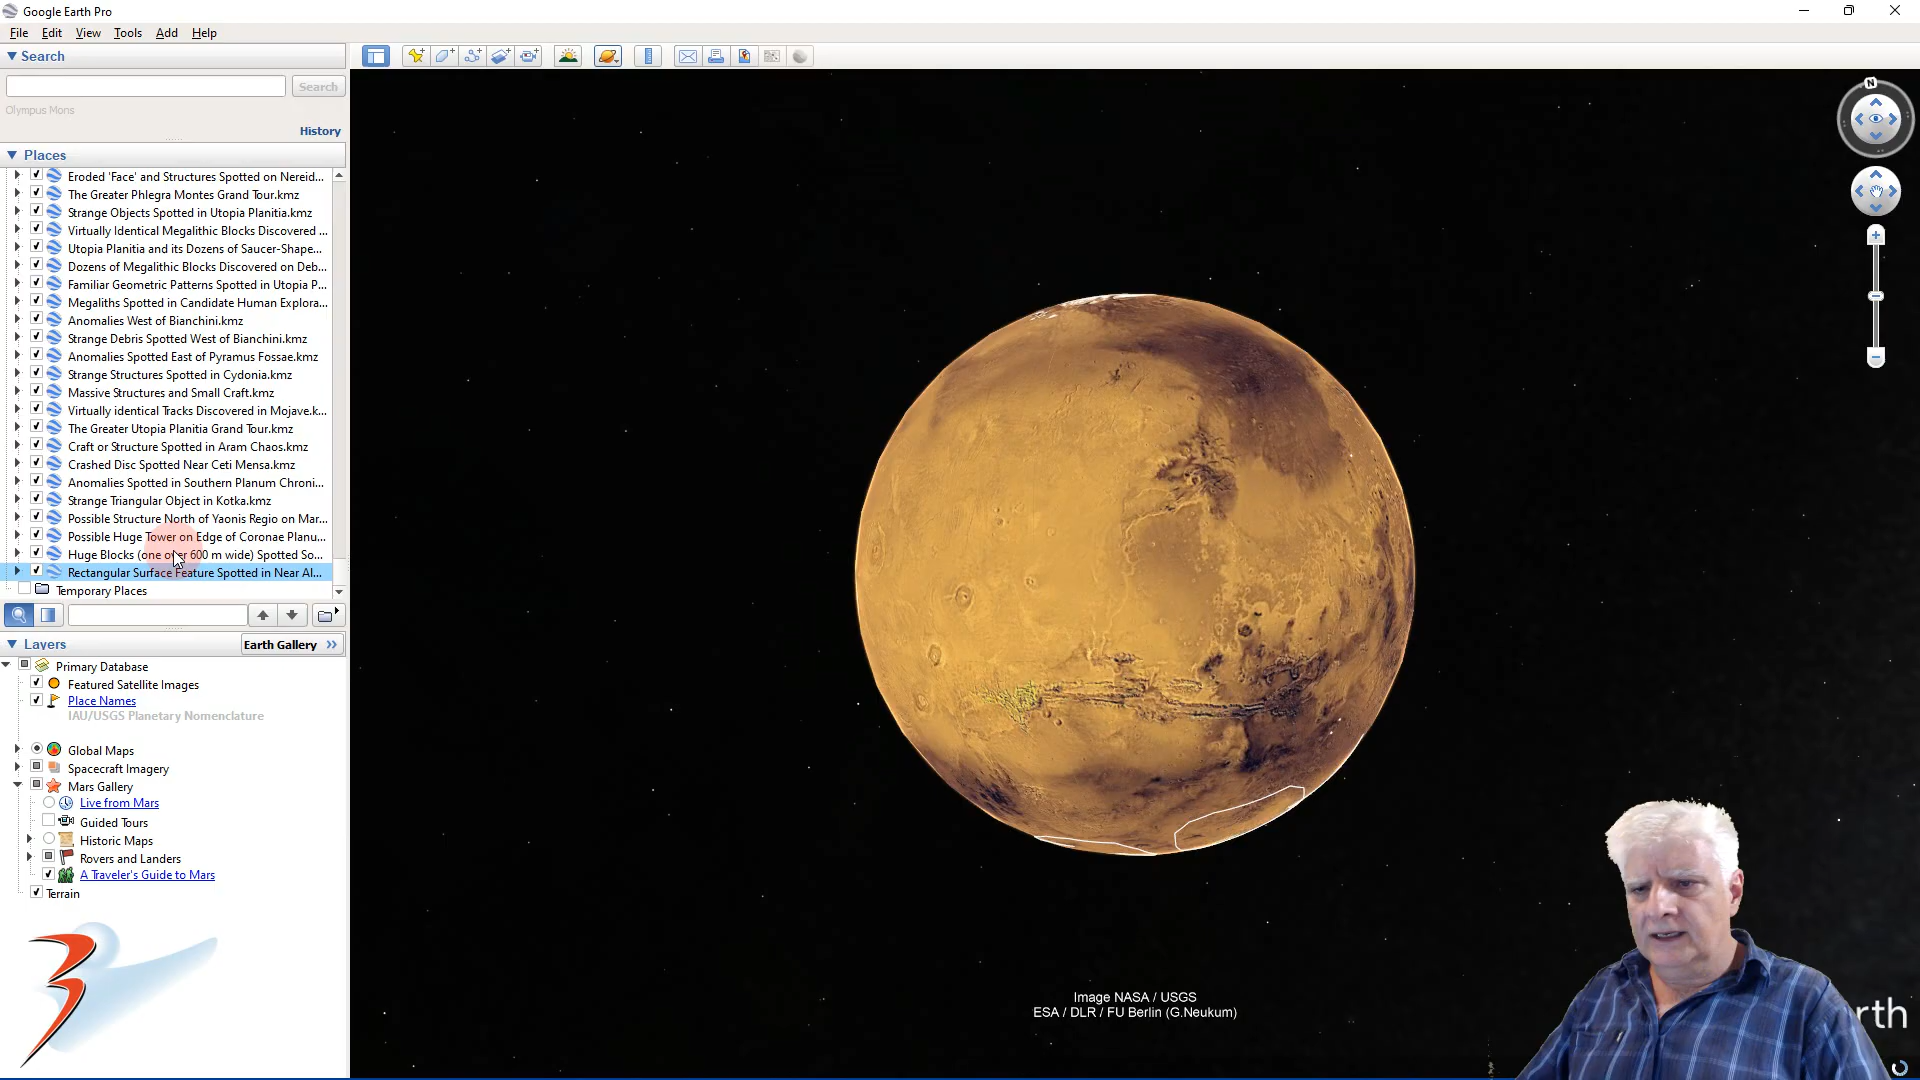 Google Earth Pro
File Edit View Tools Add Help
Search
Search
Olympus Mons
History
Places
Eroded 'Face' and Structures Spotted on Nereid...
The Greater Phlegra Montes Grand Tour.kmz
Strange Objects Spotted in Utopia Planitia.kmz
Virtually Identical Megalithic Blocks Discovered ...
Utopia Planitia and its Dozens of Saucer-Shape...
Dozens of Megalithic Blocks Discovered on Deb...
Familiar Geometric Patterns Spotted in Utopia P...
Megaliths Spotted in Candidate Human Explora...
Anomalies West of Bianchini.kmz
Strange Debris Spotted West of Bianchini.kmz
Anomalies Spotted East of Pyramus Fossae.kmz
Strange Structures Spotted in Cydonia.kmz
Massive Structures and Small Craft.kmz
Virtually identical Tracks Discovered in Mojave.k...
The Greater Utopia Planitia Grand Tour.kmz
Craft or Structure Spotted in Aram Chaos.kmz
Crashed Disc Spotted Near Ceti Mensa.kmz
Anomalies Spotted in Southern Planum Chroni...
Strange Triangular Object in Kotka.kmz
Possible Structure North of Yaonis Regio on Mar...
Possible Huge Tower on Edge of Coronae Planu...
Huge Blocks (one over 600 m wide) Spotted So...
Rectangular Surface Feature Spotted in Near Al...
Temporary Places
Layers
Earth Gallery »
Primary Database
Featured Satellite Images
Place Names
IAU/USGS Planetary Nomenclature
Global Maps
Spacecraft Imagery
Mars Gallery
Live from Mars
Guided Tours
Historic Maps
Rovers and Landers
A Traveler's Guide to Mars
Terrain
N
Image NASA / USGS
ESA / DLR / FU Berlin (G.Neukum)
rth